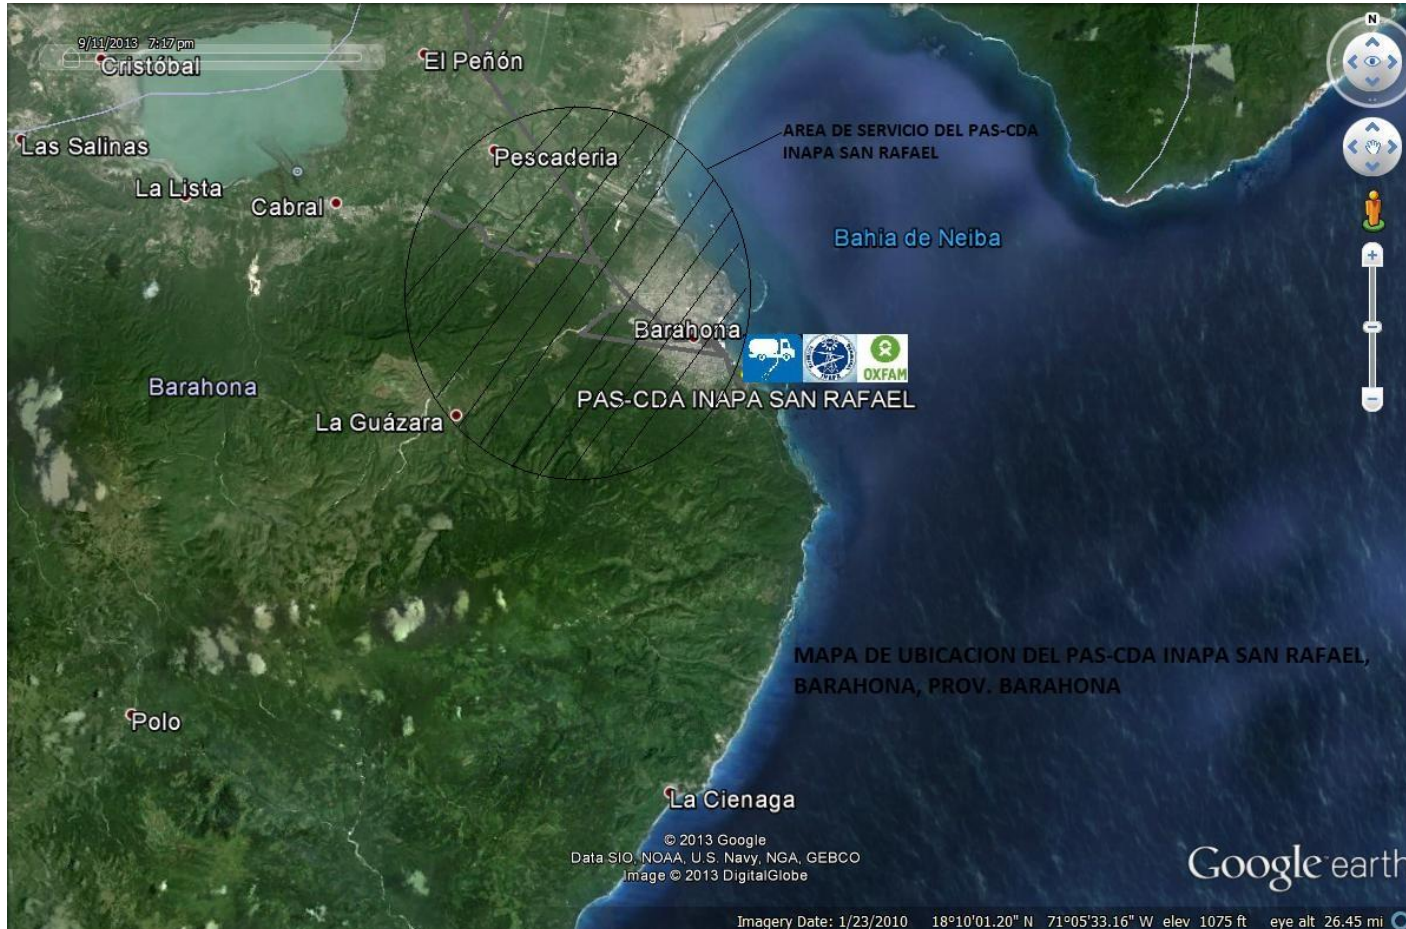 9/11/2013 7:17 pm
N
Cristóbal
El Peñón
AREA DE SERVICIO DEL PAS-CDA
INAPA SAN RAFAEL
Las Salinas
Pescaderia
La Lista
Cabral
Bahia de Neiba
Barahona
INAPA
OXFAM
Barahona
PAS-CDA INAPA SAN RAFAEL
La Guázara
MAPA DE UBICACION DEL PAS-CDA INAPA SAN RAFAEL,
BARAHONA, PROV. BARAHONA
Polo
La Cienaga
© 2013 Google
Data SIO, NOAA, U.S. Navy, NGA, GEBCO
Image © 2013 DigitalGlobe
Google earth
Imagery Date: 1/23/2010 18°10'01.20" N 71°05'33.16" W elev 1075 ft eye alt 26.45 mi